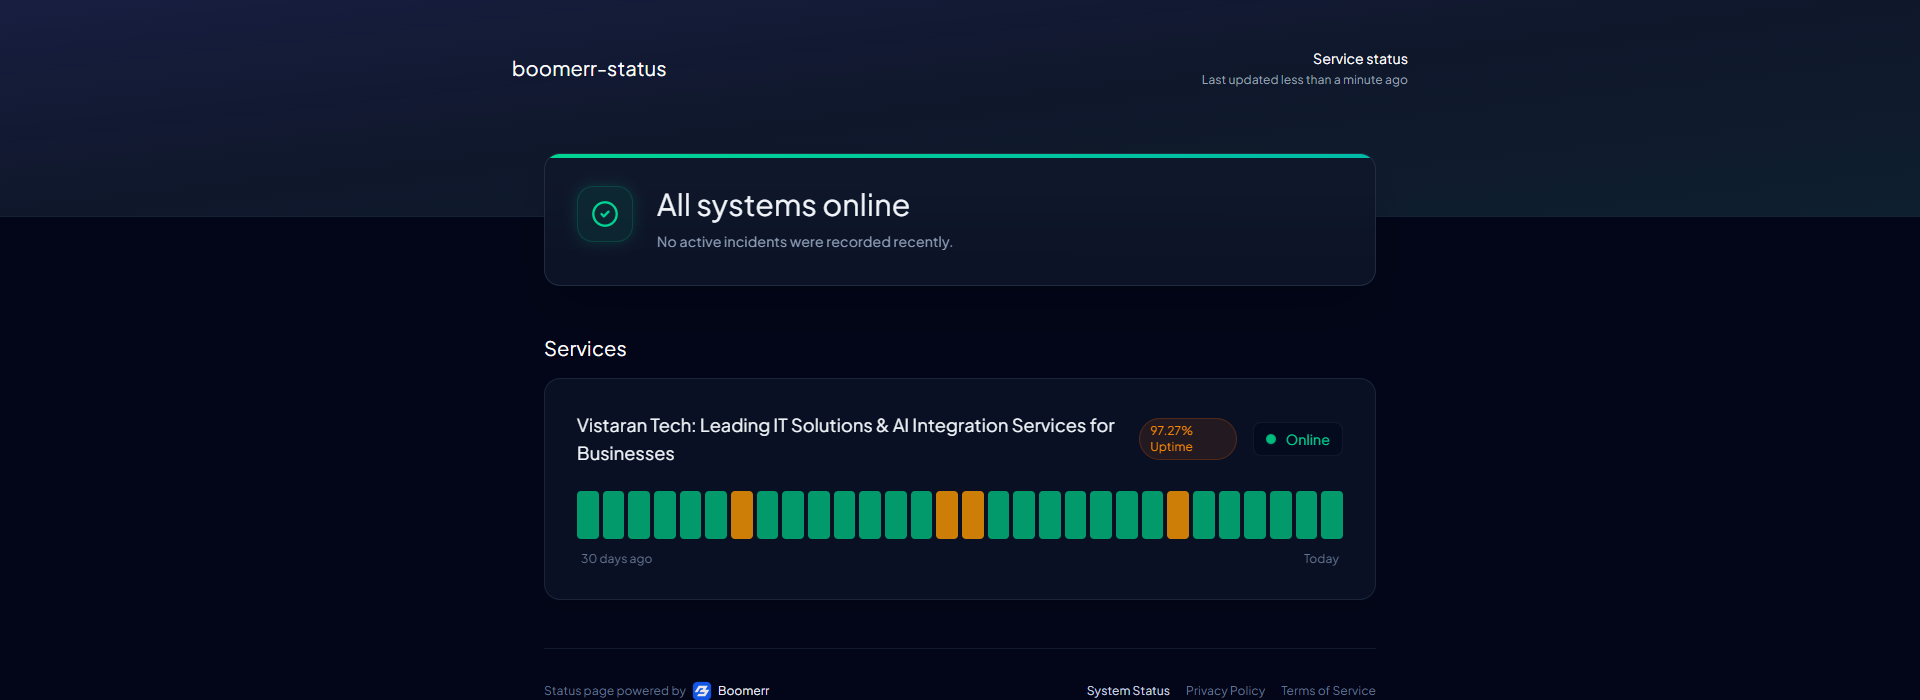 boomerr-status
Service status
Last updated less than a minute ago
All systems online
No active incidents were recorded recently.
Services
Vistaran Tech: Leading IT Solutions & AI Integration Services for
Businesses
97.27%
Uptime
Online
30 days ago
Today
Status page powered by Boomerr
System Status Privacy Policy Terms of Service